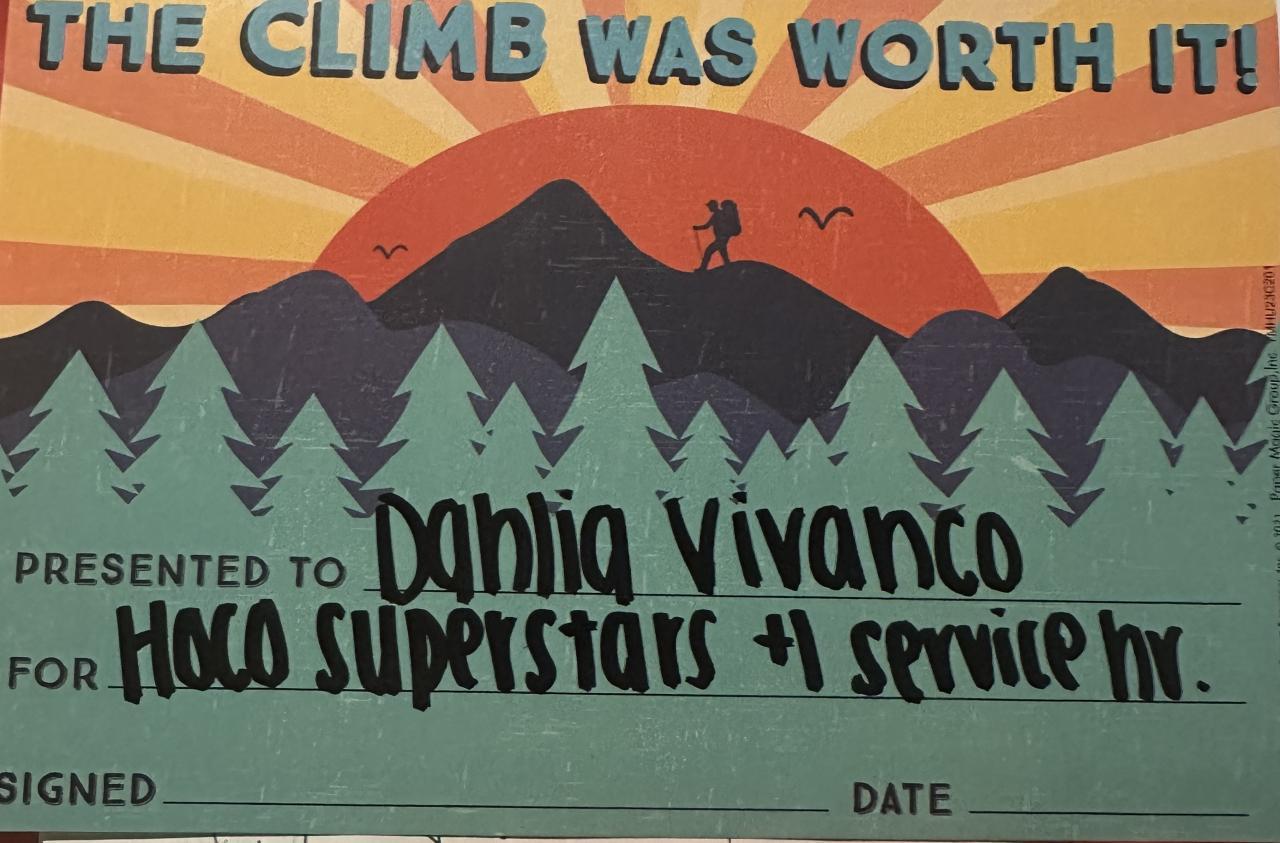 THE CLIMB WAS WORTH IT!
PRESENTED TO Dahlia Vivanco
FOR Hoco superstars +1 service hr.
SIGNED
DATE